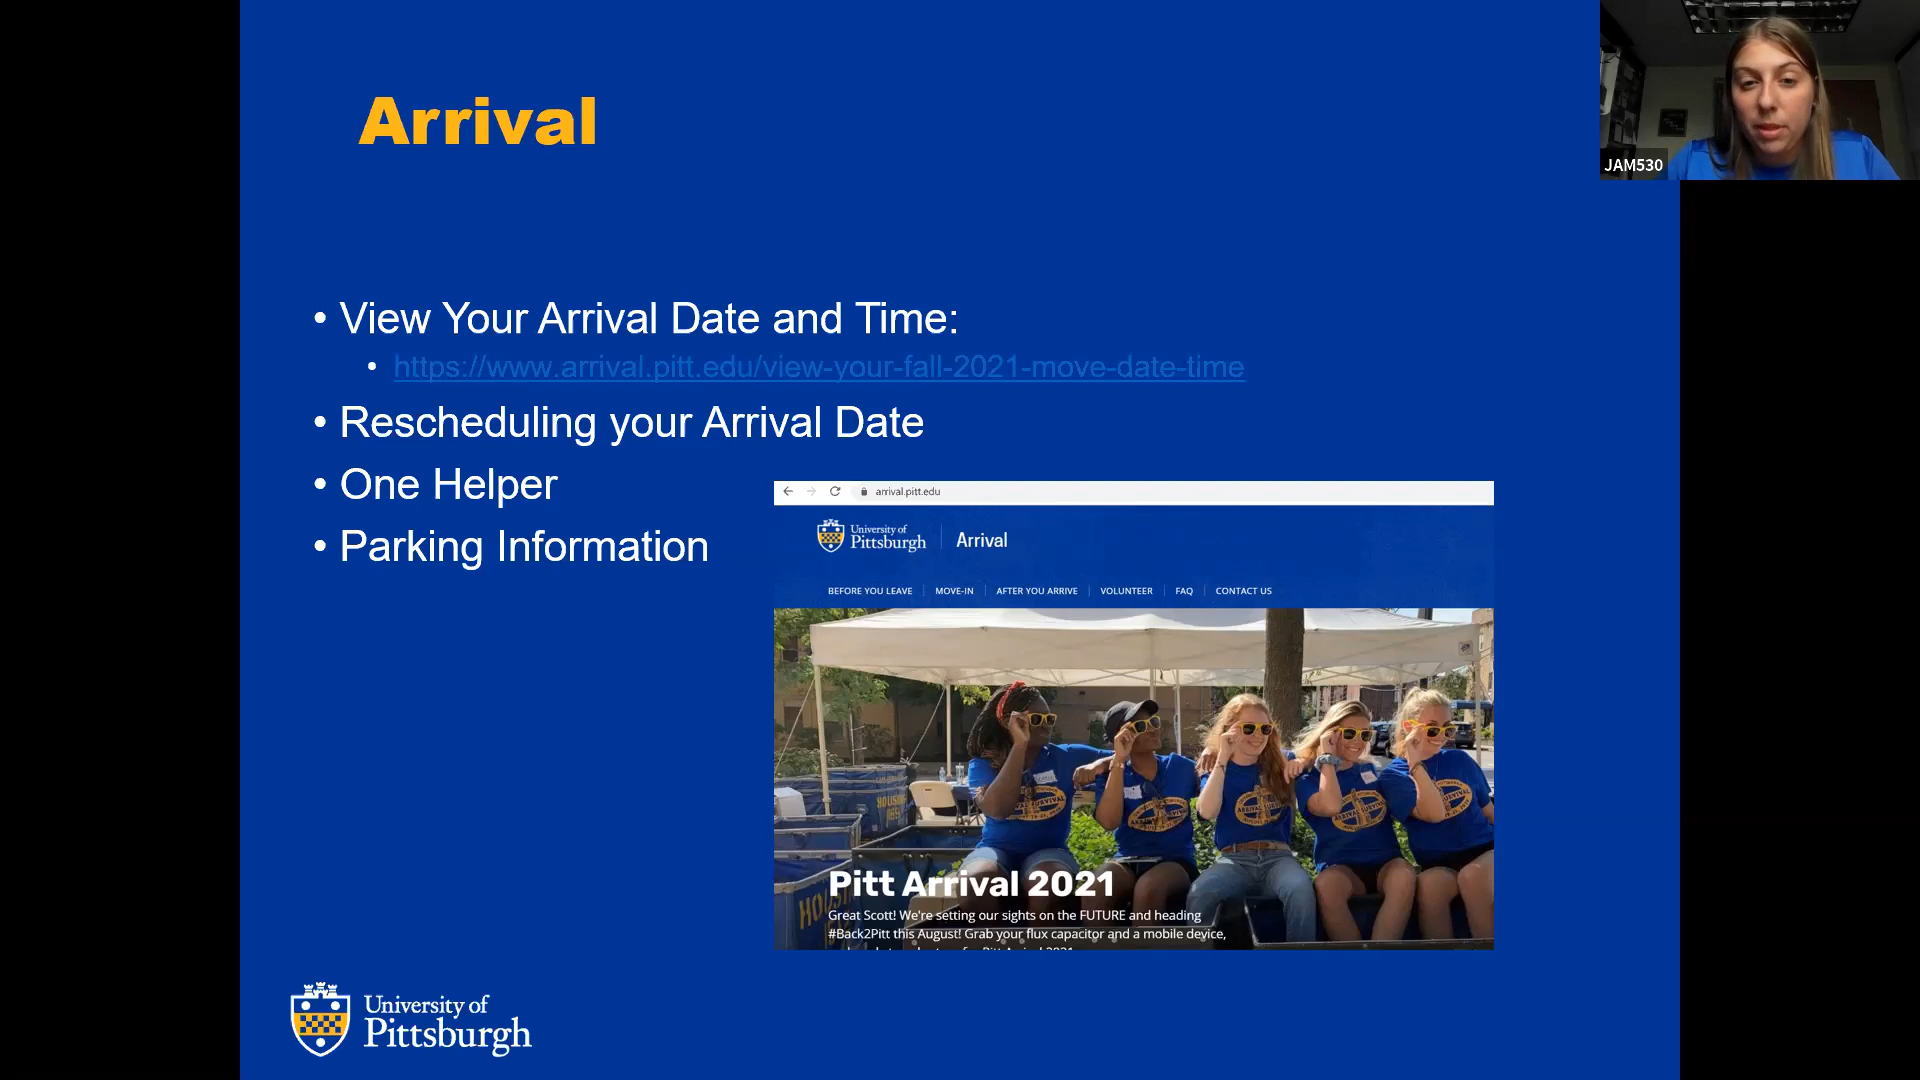 Arrival
JAM530
• View Your Arrival Date and Time:
• https://www.arrival.pitt.edu/view-your-fall-2021-move-date-time
• Rescheduling your Arrival Date
• One Helper
• Parking Information
arrival.pitt.edu
University of
Pittsburgh
Arrival
BEFORE YOU LEAVE MOVE-IN AFTER YOU ARRIVE VOLUNTEER FAQ CONTACT US
Pitt Arrival 2021
Great Scott! We're setting our sights on the FUTURE and heading
#Back2Pitt this August! Grab your flux capacitor and a mobile device,
University of
Pittsburgh